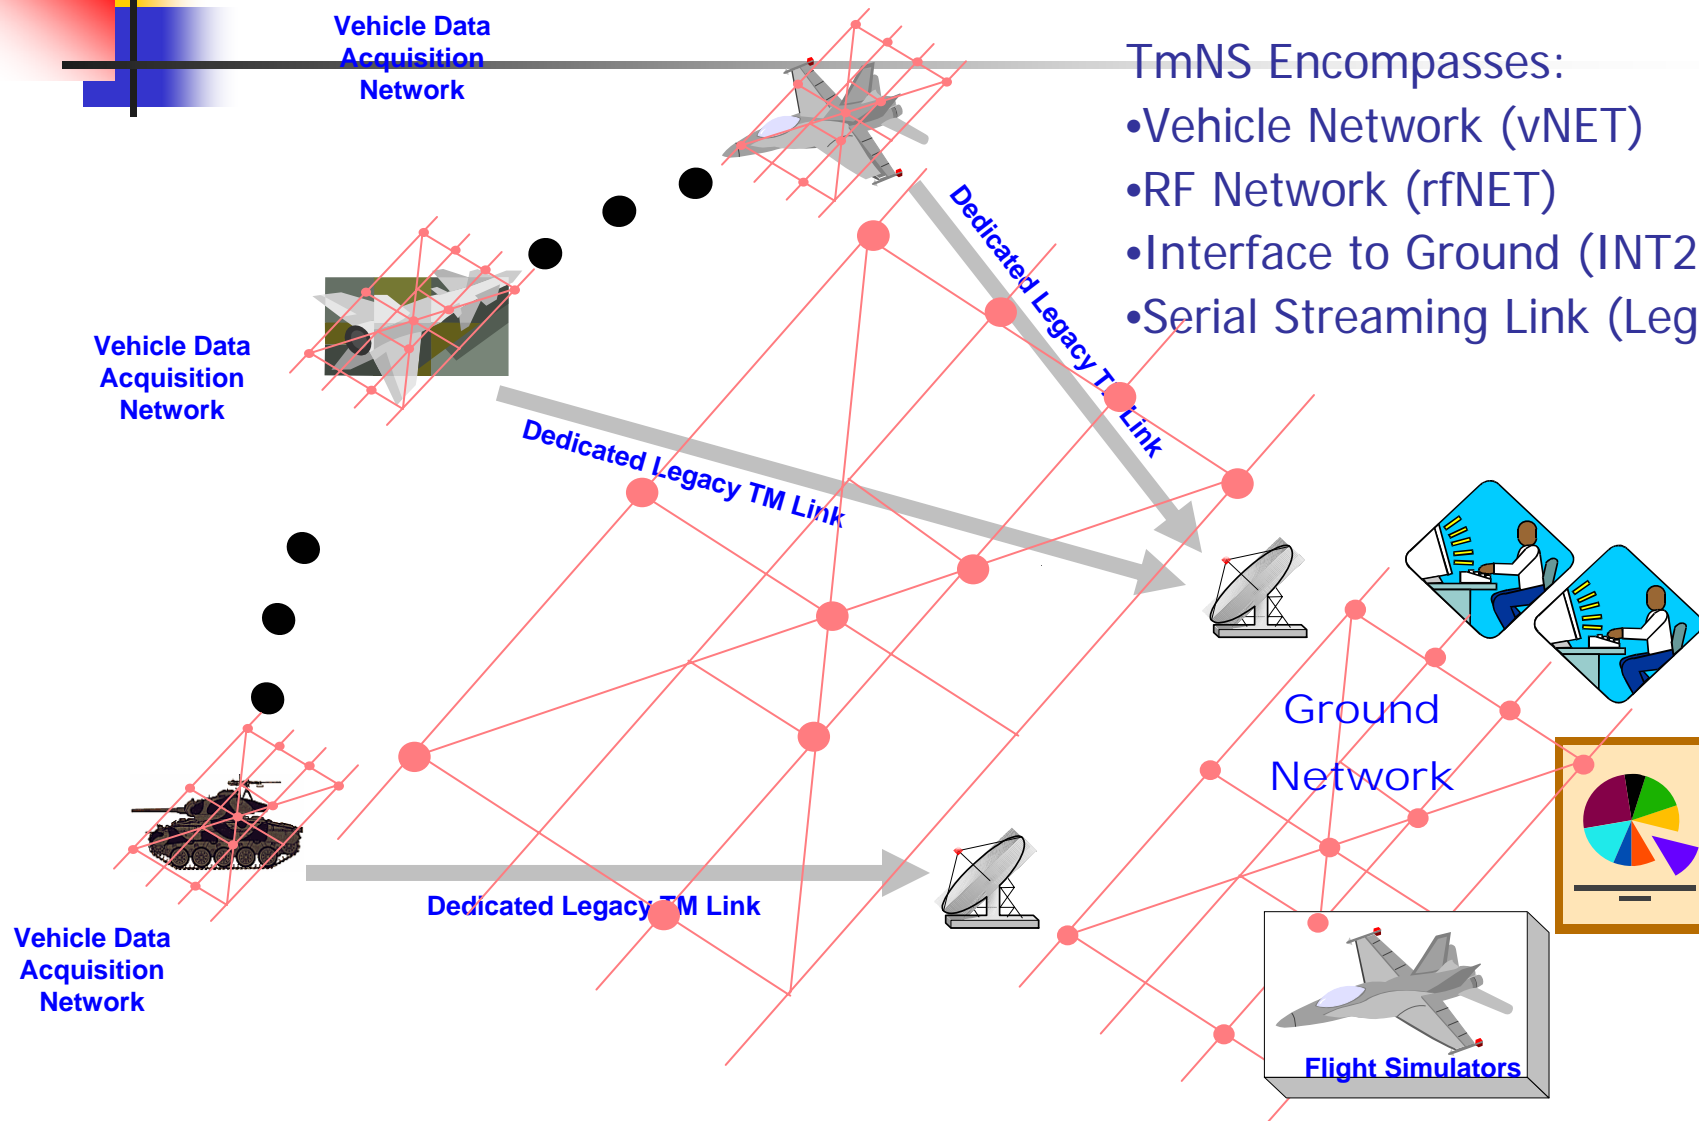 Vehicle Data
Acquisition
Network
TmNS Encompasses:
•Vehicle Network (vNET)
•RF Network (rfNET)
•Interface to Ground (INT2
•Serial Streaming Link (Leg
Dedicated Legacy TM Link
Vehicle Data
Acquisition
Network
Dedicated Legacy TM Link
Ground
Network
Dedicated Legacy TM Link
Vehicle Data
Acquisition
Network
Flight Simulators